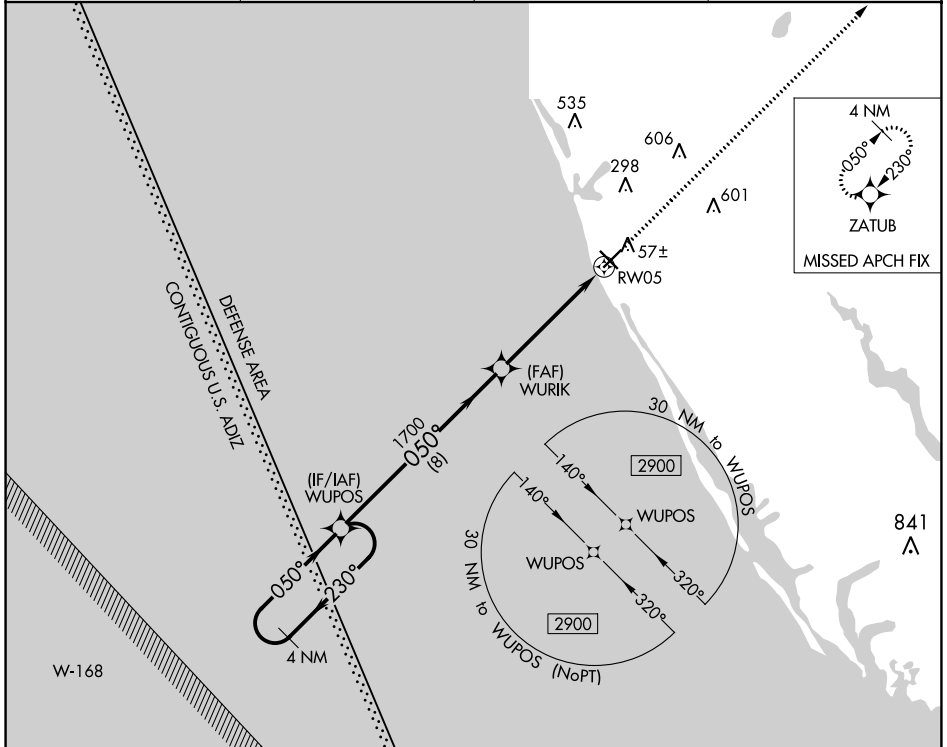 535
606
298
601
57±
RW05
4 NM
050°
230°
ZATUB
MISSED APCH FIX
DEFENSE AREA
CONTIGUOUS U.S. ADIZ
(FAF)
WURIK
1700
050°
(8)
(IF/IAF)
WUPOS
050°
230°
4 NM
W-168
30 NM to WUPOS
2900
140°
WUPOS
320°
140°
WUPOS
320°
2900
30 NM to WUPOS (NoPT)
841